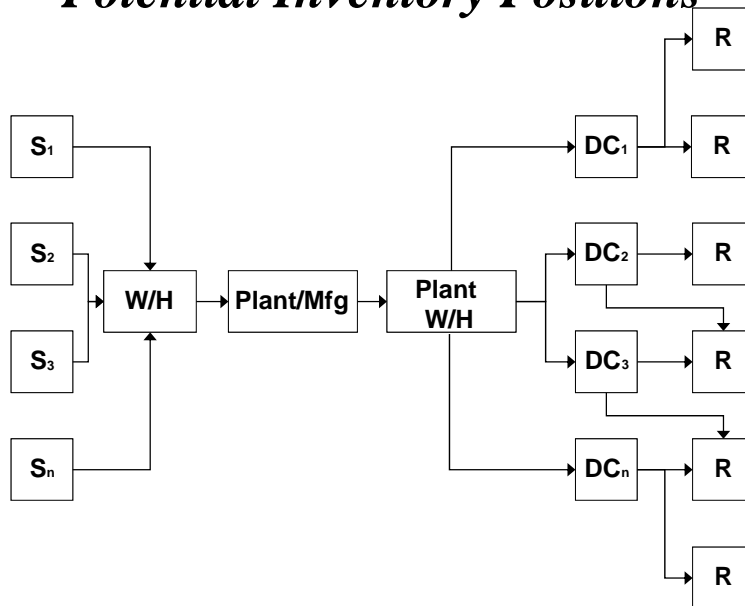 Potential Inventory Positions
R
S1
DC1
R
S2
DC2
R
W/H
Plant/Mfg
Plant
W/H
S3
DC3
R
Sn
DCn
R
R